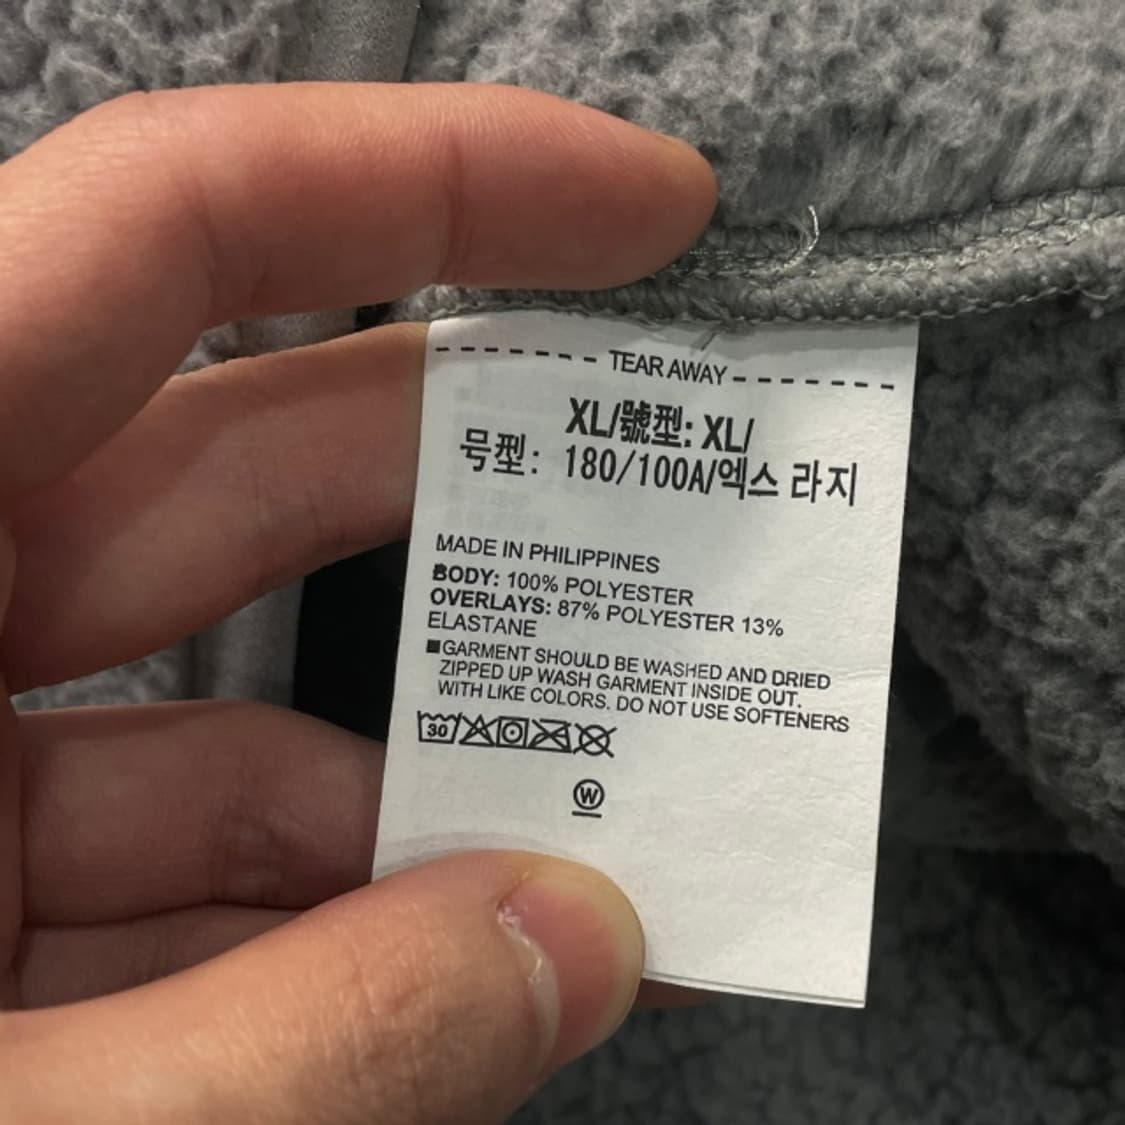 TEAR AWAY
XL/號型: XL/
号型: 180/100A/엑스 라지
MADE IN PHILIPPINES
BODY: 100% POLYESTER
OVERLAYS: 87% POLYESTER 13%
ELASTANE
■GARMENT SHOULD BE WASHED AND DRIED
ZIPPED UP WASH GARMENT INSIDE OUT.
WITH LIKE COLORS. DO NOT USE SOFTENERS
30
W